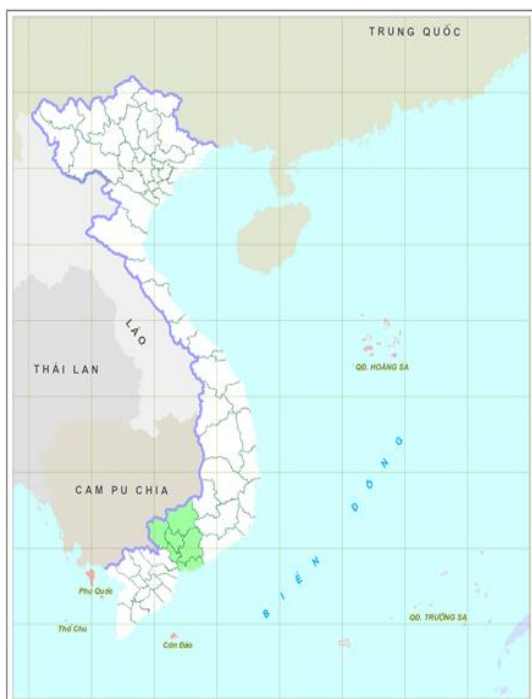 TRUNG QUỐC
LÀO
THÁI LAN
QĐ. HOÀNG SA
CAM PU CHIA
BIỂN ĐÔNG
Phú Quốc
Thổ Chu
Côn Đảo
QĐ. TRƯỜNG SA